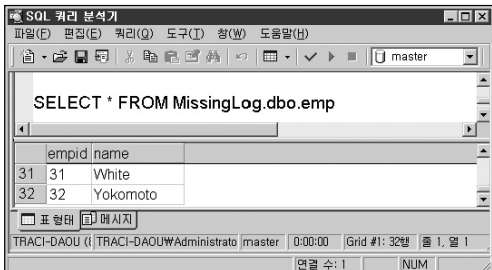 SQL 쿼리 분석기
파일(F) 편집(E) 쿼리(Q) 도구(T) 창(W) 도움말(H)
master
SELECT * FROM MissingLog.dbo.emp
empid name
31 31 White
32 32 Yokomoto
표 형태 메시지
TRACI-DAOU (( TRACI-DAOU₩Administrato master 0:00:00 Grid #1: 32행 줄 1, 열 1
연결 수: 1 NUM